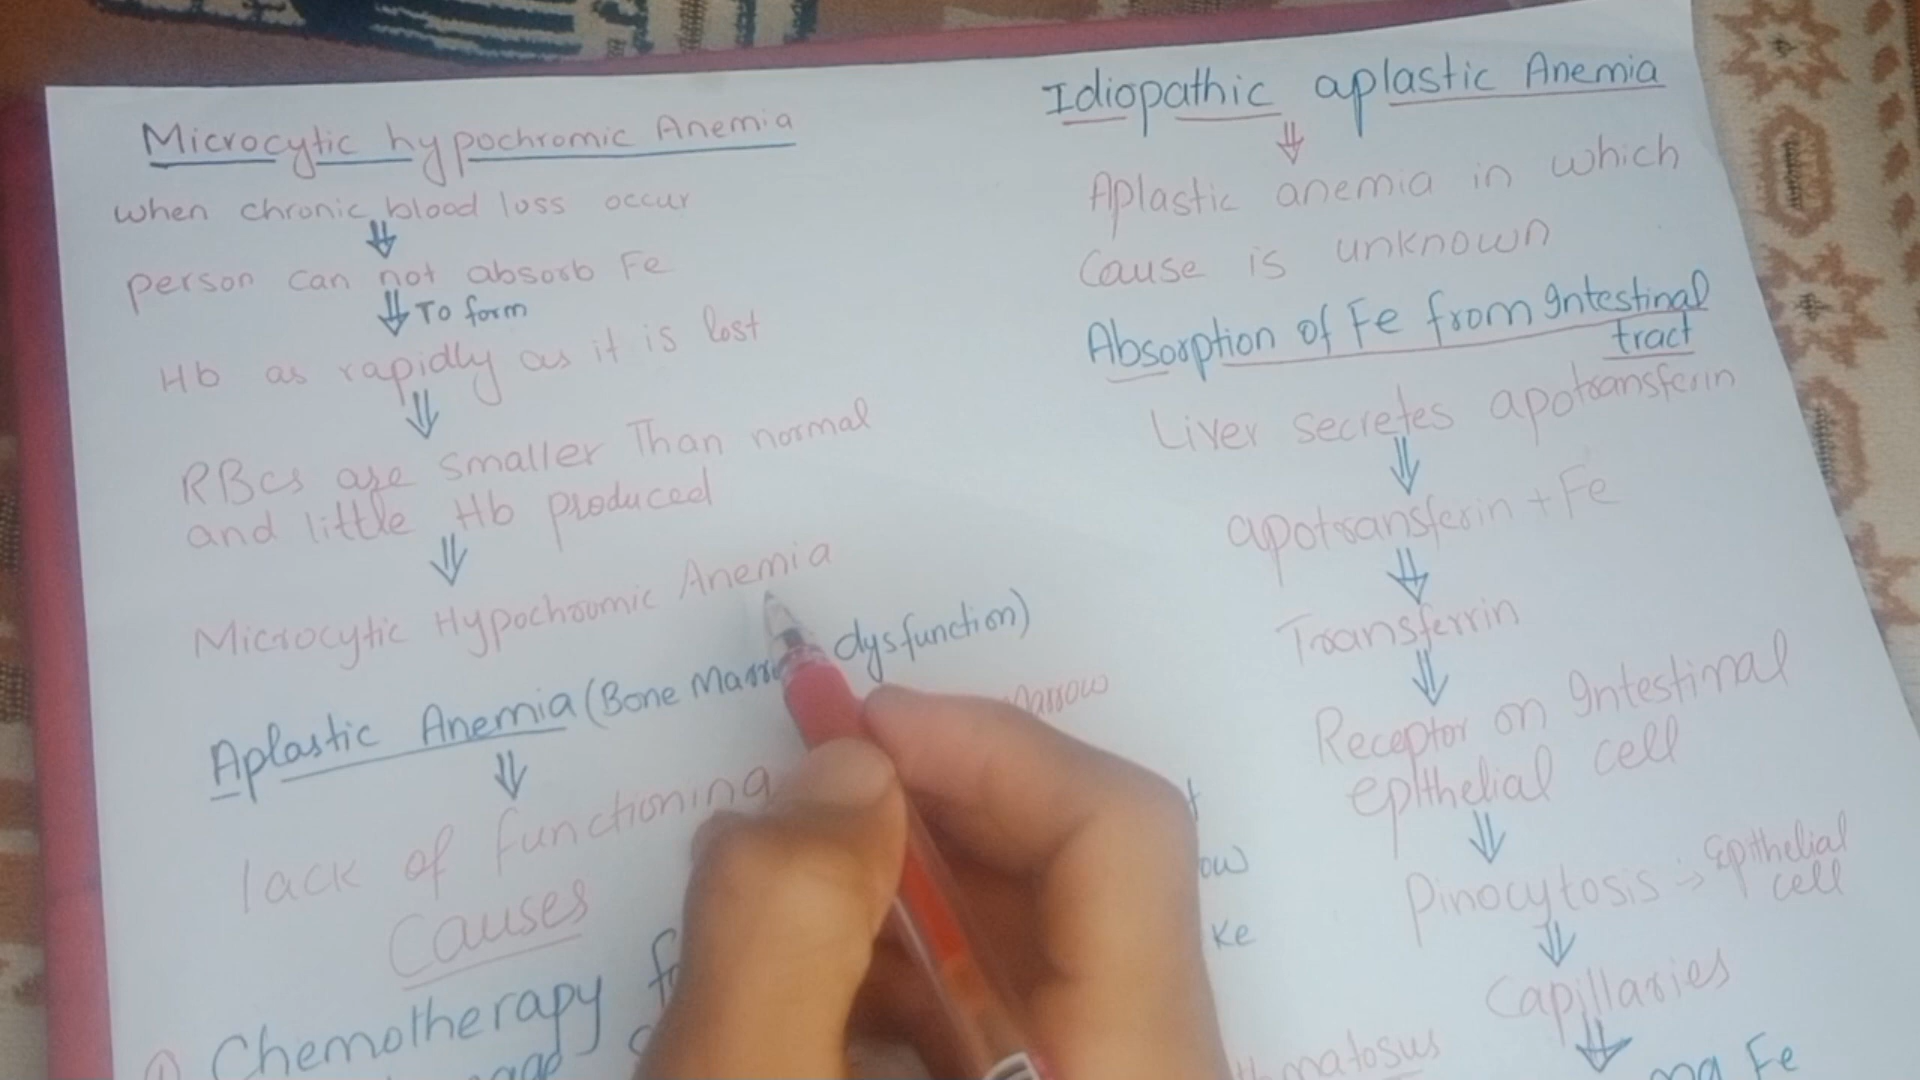 Microcytic hypochromic Anemia
when chronic blood loss occur
person can not absorb Fe
To form
Hb as rapidly as it is lost
RBcs are smaller Than normal
and little Hb produced
Microcytic Hypochromic Anemia
Aplastic Anemia (Bone dysfunction)
lack of functioning Marrow
Causes
Chemotherapy
ow
ke
Idiopathic aplastic Anemia
Aplastic anemia in which
Cause is unknown
Absorption of Fe from Intestinal
tract
Liver secretes apotransferin
apotransferin + Fe
Transferrin
Receptor on Intestinal
epithelial cell
Pinocytosis → Epithelial
cell
Capillaries
Fe